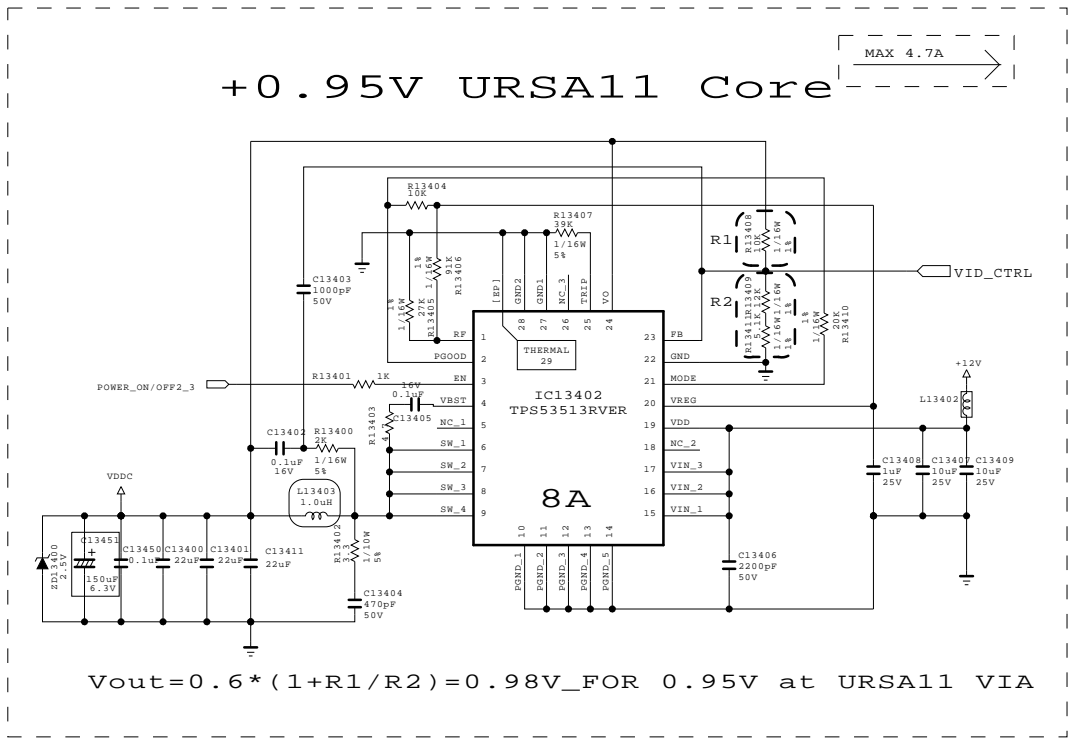 MAX 4.7A
+0.95V URSA11 Core
R13404
10K
R13407
39K
1/16W
5%
R1
R13408
10K
1/16W
1%
VID_CTRL
R2
R13409
12K
1/16W
1%
R13411
5.1K
1/16W
1%
1%
1/16W
20K
R13410
C13403
1000pF
50V
1%
1/16W
91K
R13406
1%
1/16W
27K
R13405
[EP]
GND2
GND1
NC_3
TRIP
VO
28
27
26
25
24
RF
PGOOD
EN
VBST
NC_1
SW_1
SW_2
SW_3
SW_4
1
2
3
4
5
6
7
8
9
THERMAL
29
IC13402
TPS53513RVER
8A
23
22
21
20
19
18
17
16
15
FB
GND
MODE
VREG
VDD
NC_2
VIN_3
VIN_2
VIN_1
10
11
12
13
14
PGND_1
PGND_2
PGND_3
PGND_4
PGND_5
POWER_ON/OFF2_3
R13401
1K
16V
0.1uF
C13405
R13403
C13402
0.1uF
16V
R13400
2K
1/16W
5%
L13403
1.0uH
VDDC
+12V
L13402
C13408
1uF
25V
C13407
10uF
25V
C13409
10uF
25V
C13406
2200pF
50V
ZD13400
2.5V
C13451
+
150uF
6.3V
C13450
0.1uF
C13400
22uF
C13401
22uF
C13411
22uF
R13402
3.3
1/10W
5%
C13404
470pF
50V
Vout=0.6*(1+R1/R2)=0.98V_FOR 0.95V at URSA11 VIA